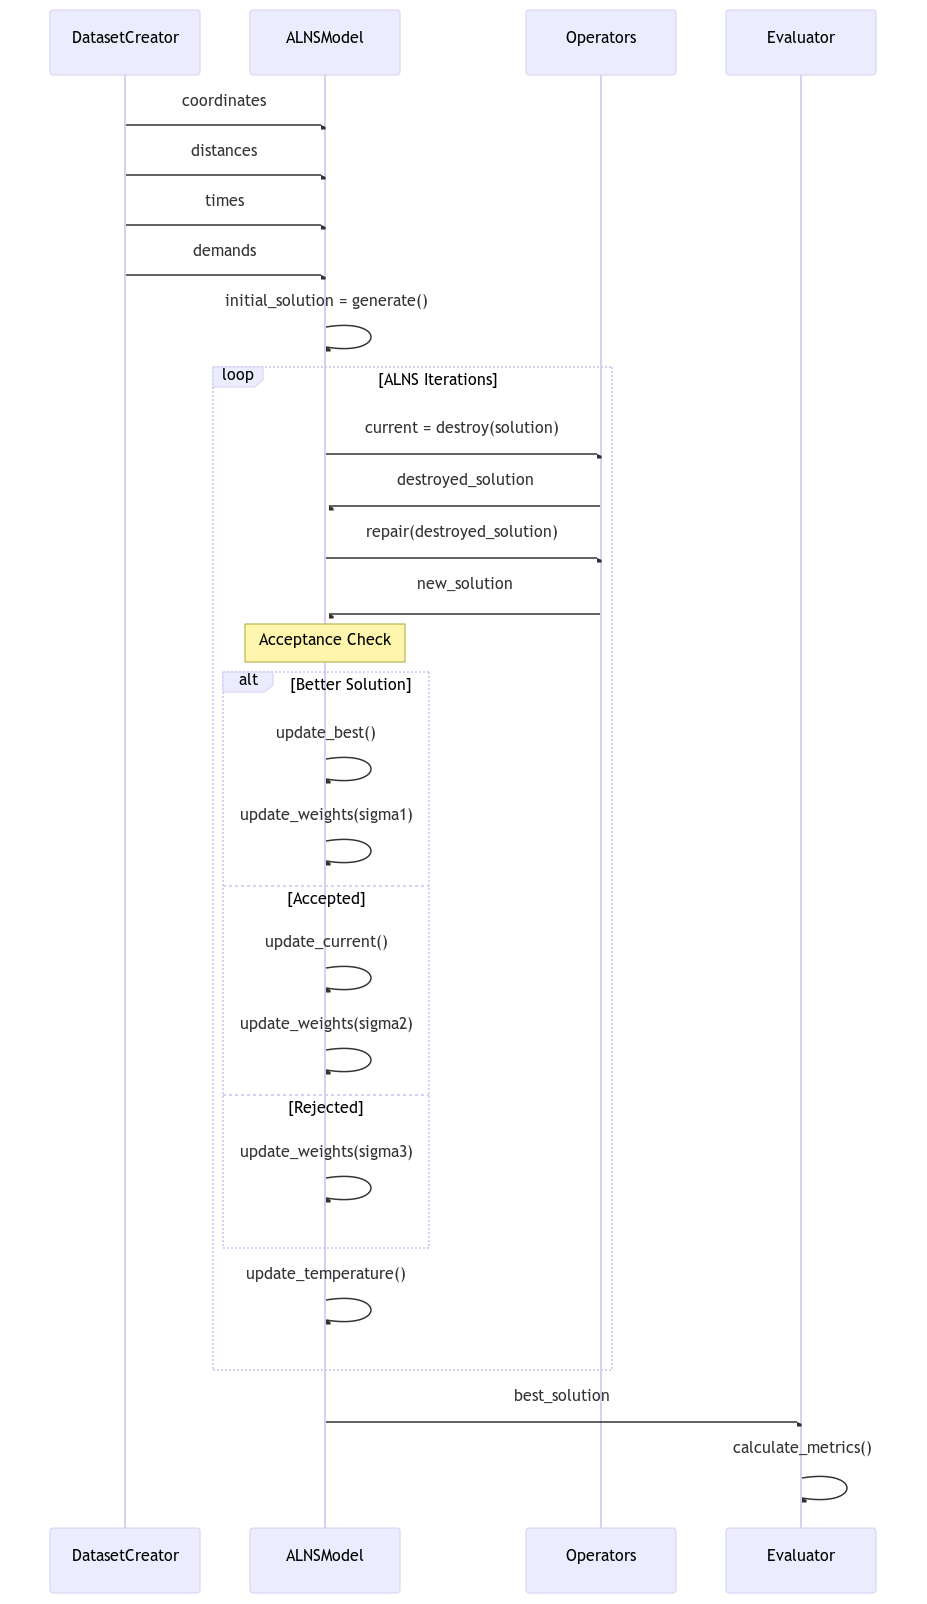 DatasetCreator ALNSModel Operators Evaluator
coordinates
distances
times
demands
initial_solution = generate()
loop [ALNS Iterations]
current = destroy(solution)
destroyed_solution
repair(destroyed_solution)
new_solution
Acceptance Check
alt [Better Solution]
update_best()
update_weights(sigma1)
[Accepted]
update_current()
update_weights(sigma2)
[Rejected]
update_weights(sigma3)
update_temperature()
best_solution
calculate_metrics()
DatasetCreator ALNSModel Operators Evaluator